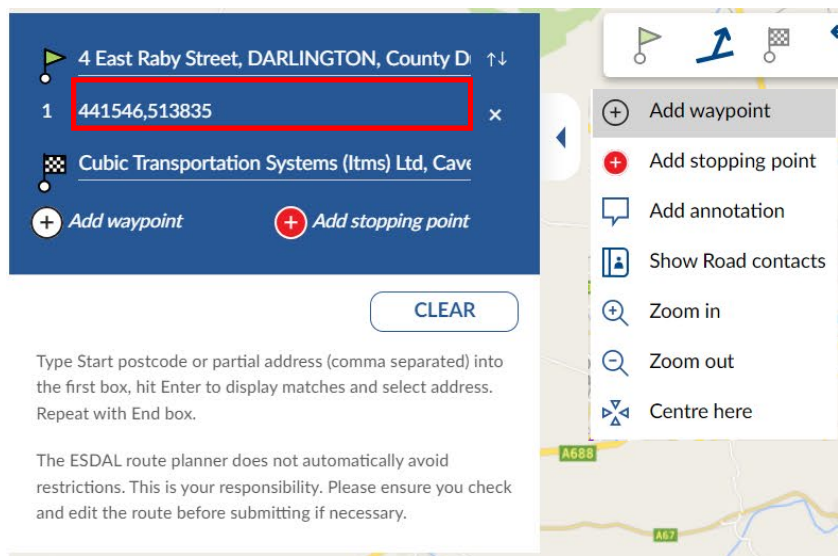 4 East Raby Street, DARLINGTON, County D
1 441546,513835
Cubic Transportation Systems (Itms) Ltd, Cave
Add waypoint
Add stopping point
CLEAR
Type Start postcode or partial address (comma separated) into
the first box, hit Enter to display matches and select address.
Repeat with End box.
The ESDAL route planner does not automatically avoid
restrictions. This is your responsibility. Please ensure you check
and edit the route before submitting if necessary.
Add waypoint
Add stopping point
Add annotation
Show Road contacts
Zoom in
Zoom out
Centre here
A688
A67